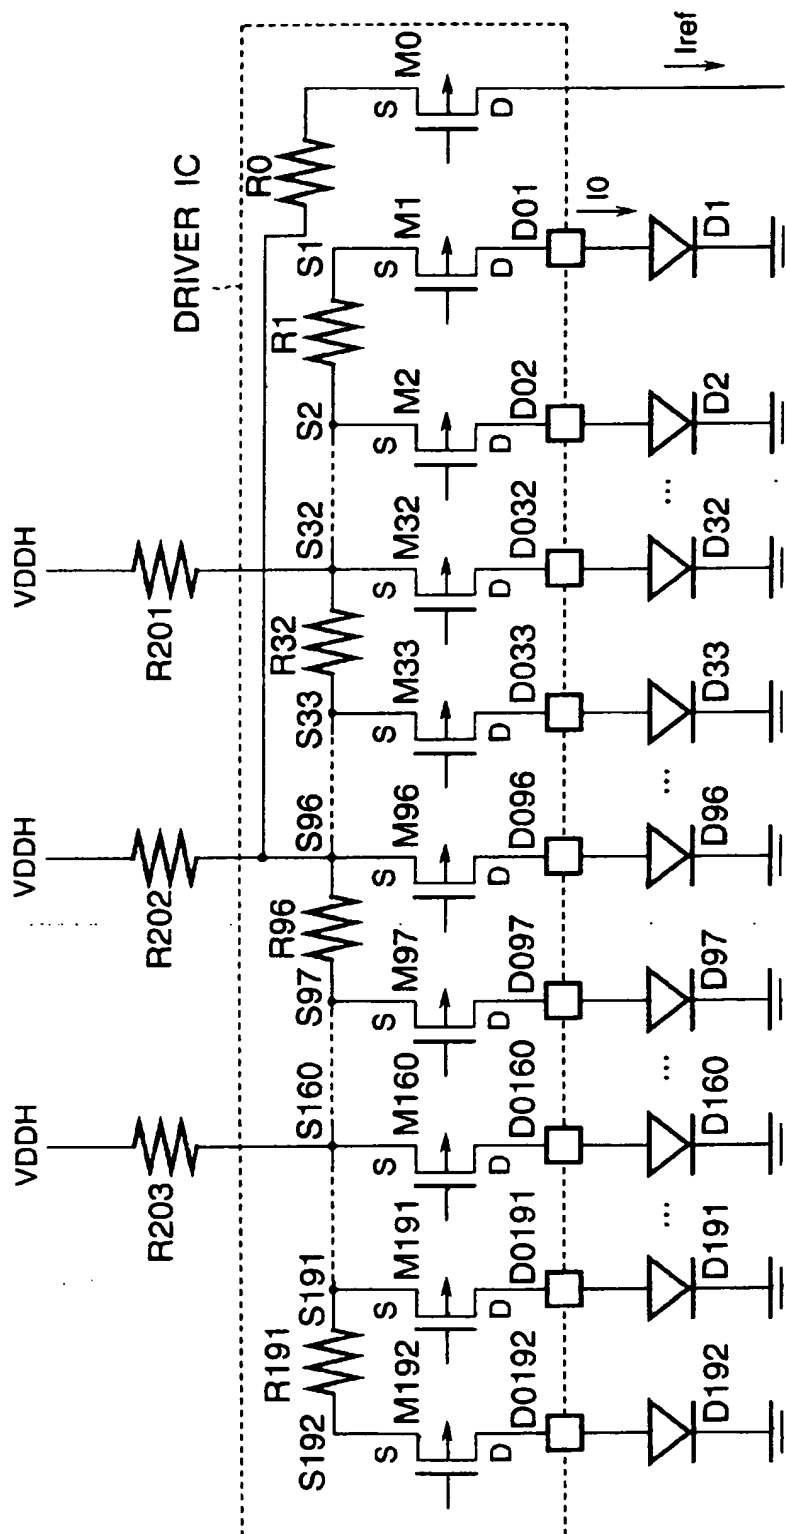 DRIVER IC
VDDH
VDDH
VDDH
R203
R202
R201
R0
S192
R191
S191
S160
S97
R96
S96
S33
R32
S32
S2
R1
S1
S
M192
S
M191
S
M160
S
M97
S
M96
S
M33
S
M32
S
M2
S
M1
S
M0
D
D
D
D
D
D
D
D
D
D
D0192
D0191
D0160
D097
D096
D033
D032
D02
D01
I0
Iref
D192
D191
...
D160
...
D97
D96
...
D33
D32
...
D2
D1